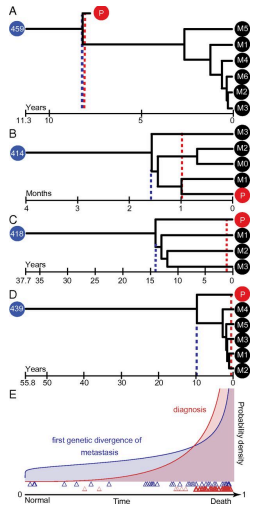 A
459
P
M5
M1
M4
M6
M2
M3
Years
11.3 10 5 0
B
414
M3
M2
M0
M1
P
Months
4 3 2 1 0
C
418
P
M1
M2
M3
Years
37.7 35 30 25 20 15 10 5 0
D
439
P
M4
M3
M1
M2
Years
55.8 50 40 30 20 10 0
E
diagnosis
first genetic divergence of
metastasis
Probability density
Normal Death
0 Time 1